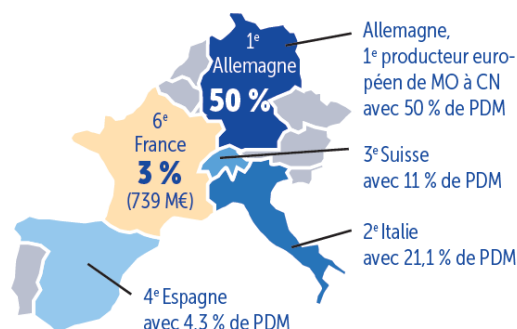 1e
Allemagne
50 %
Allemagne,
1e producteur euro-
péen de MO à CN
avec 50 % de PDM
6e
France
3 %
(739 M€)
3e Suisse
avec 11 % de PDM
2e Italie
avec 21,1 % de PDM
4e Espagne
avec 4,3 % de PDM